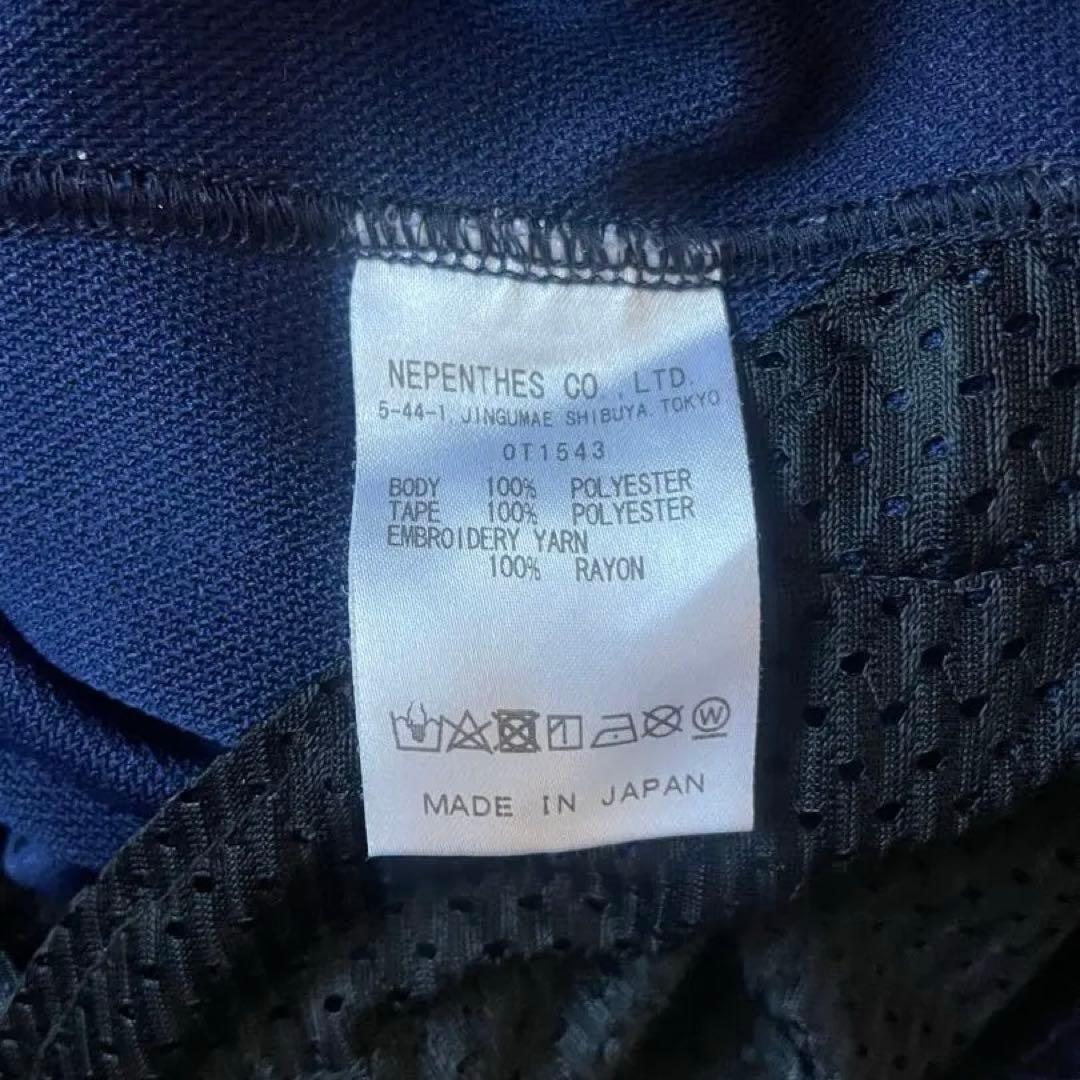 NEPENTHES CO.,LTD.
5-44-1, JINGUMAE SHIBUYA. TOKYO
OT1543
BODY 100% POLYESTER
TAPE 100% POLYESTER
EMBROIDERY YARN
100% RAYON
W
MADE IN JAPAN